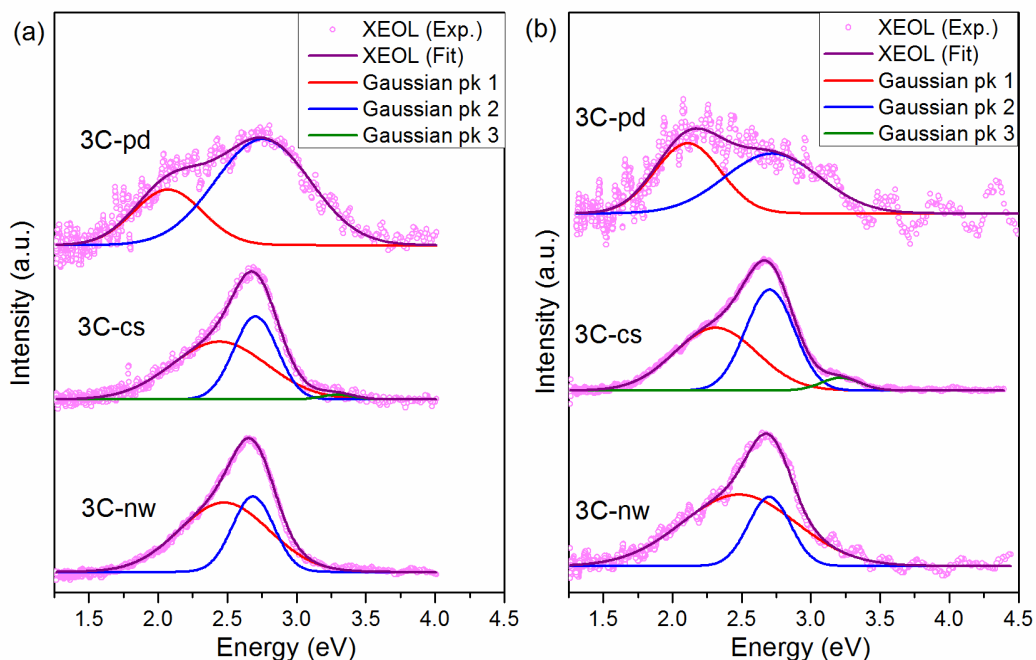 (a)
XEOL (Exp.)
XEOL (Fit)
Gaussian pk 1
Gaussian pk 2
Gaussian pk 3
3C-pd
3C-cs
3C-nw
Intensity (a.u.)
1.5 2.0 2.5 3.0 3.5 4.0 4.5
Energy (eV)
(b)
XEOL (Exp.)
XEOL (Fit)
Gaussian pk 1
Gaussian pk 2
Gaussian pk 3
3C-pd
3C-cs
3C-nw
Intensity (a.u.)
1.5 2.0 2.5 3.0 3.5 4.0 4.5
Energy (eV)